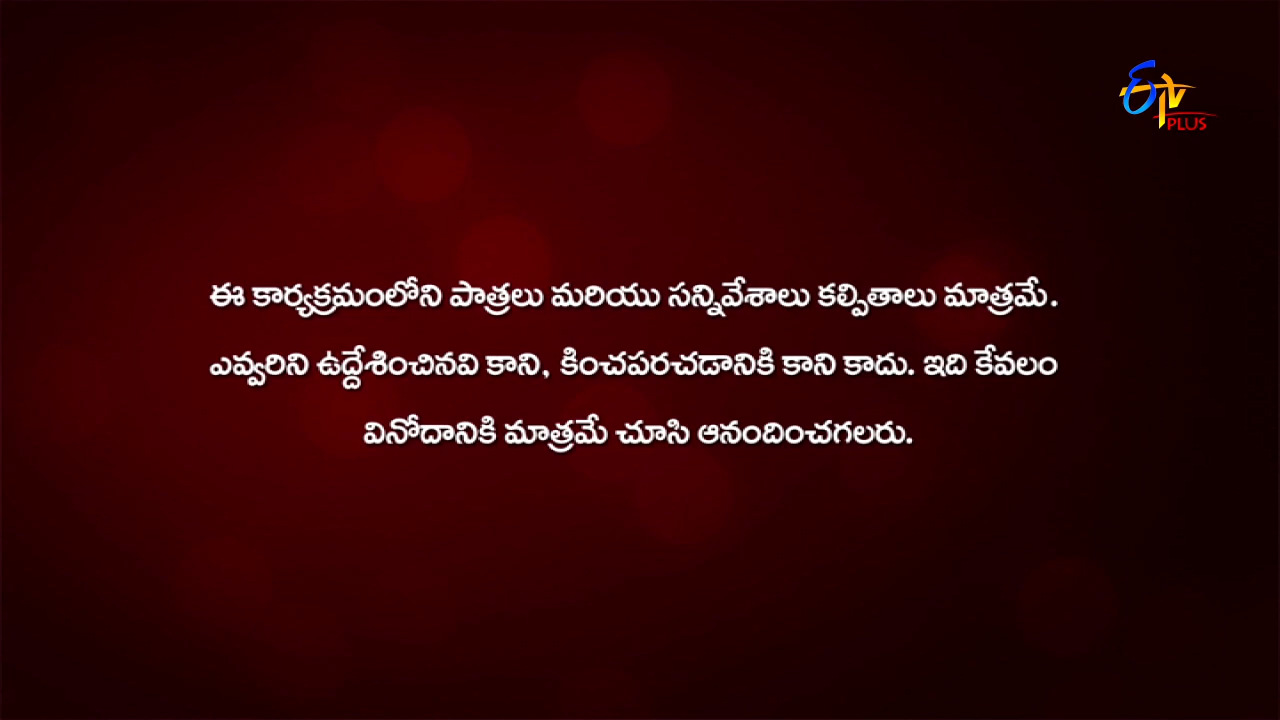 ETV
PLUS
ఈ కార్యక్రమంలోని పాత్రలు మరియు సన్నివేశాలు కల్పితాలు మాత్రమే.
ఎవ్వరిని ఉద్దేశించినవి కాని, కించపరచడానికి కాని కాదు. ఇది కేవలం
వినోదానికి మాత్రమే చూసి ఆనందించగలరు.